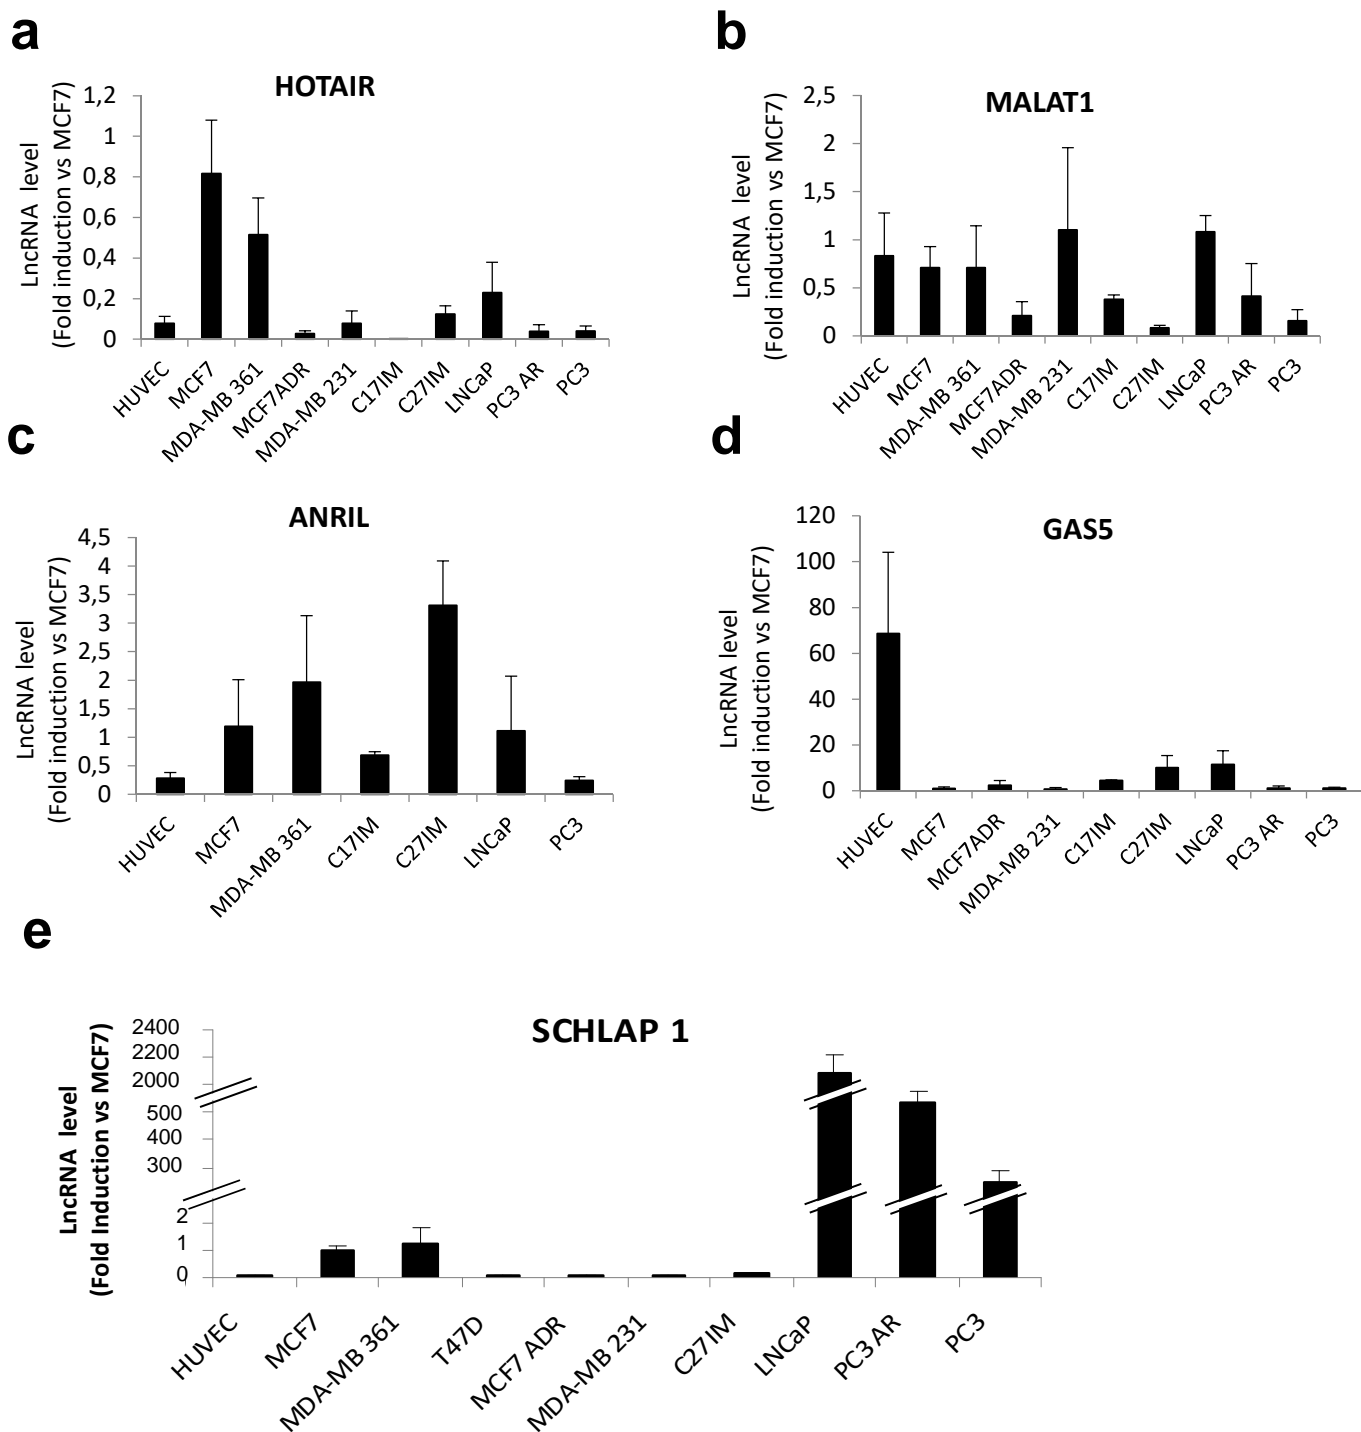 a
HOTAIR
LncRNA level
(Fold induction vs MCF7)
1,2
1
0,8
0,6
0,4
0,2
0
HUVEC
MCF7
MDA-MB 361
MCF7ADR
MDA-MB 231
C17IM
C27IM
LNCaP
PC3 AR
PC3
b
MALAT1
LncRNA level
(Fold induction vs MCF7)
2,5
2
1,5
1
0,5
0
HUVEC
MCF7
MDA-MB 361
MCF7ADR
MDA-MB 231
C17IM
C27IM
LNCaP
PC3 AR
PC3
c
ANRIL
LncRNA level
(Fold induction vs MCF7)
4,5
4
3,5
3
2,5
2
1,5
1
0,5
0
HUVEC
MCF7
MDA-MB 361
C17IM
C27IM
LNCaP
PC3
d
GAS5
LncRNA level
(Fold induction vs MCF7)
120
100
80
60
40
20
0
HUVEC
MCF7
MCF7ADR
MDA-MB 231
C17IM
C27IM
LNCaP
PC3 AR
PC3
e
SCHLAP 1
LncRNA level
(Fold Induction vs MCF7)
2400
2200
2000
500
400
300
2
1
0
HUVEC
MCF7
MDA-MB 361
T47D
MCF7 ADR
MDA-MB 231
C27IM
LNCaP
PC3 AR
PC3